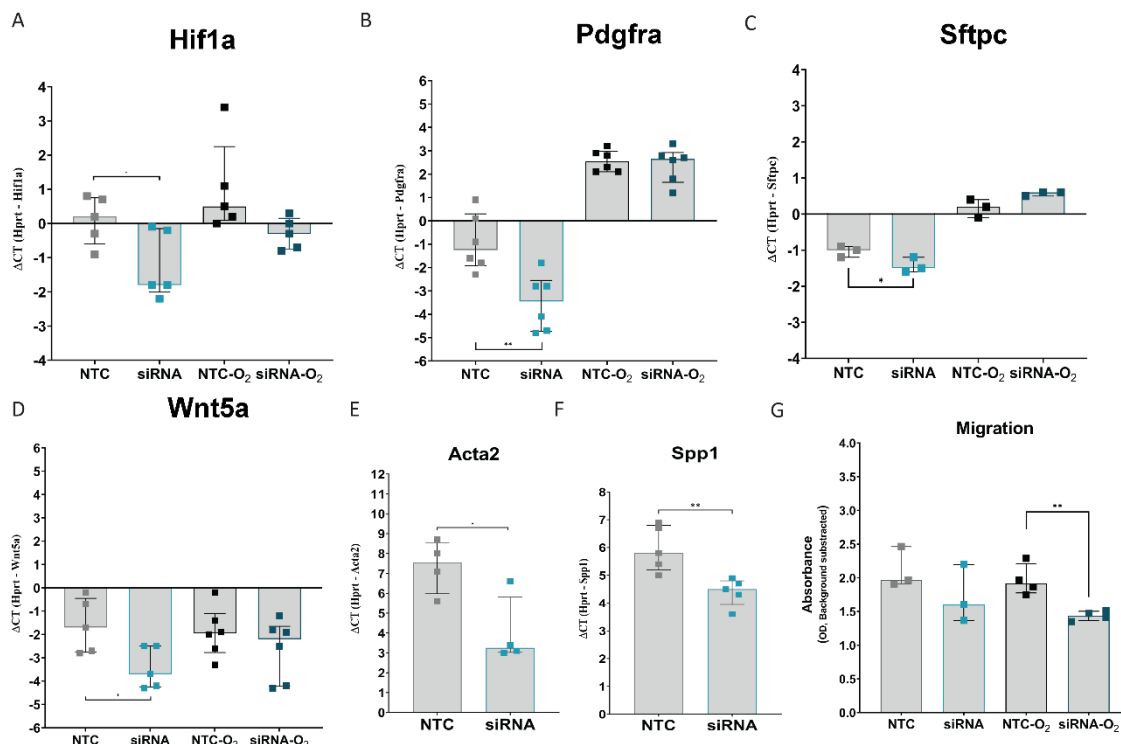 A
Hif1a
ΔCT (Hprt - Hif1a)
4
3
2
1
0
-1
-2
-3
-4
*
NTC
siRNA
NTC-O₂
siRNA-O₂
B
Pdgfra
ΔCT (Hprt - Pdgfra)
6
5
4
3
2
1
0
-1
-2
-3
-4
-5
-6
**
NTC
siRNA
NTC-O₂
siRNA-O₂
C
Sftpc
ΔCT (Hprt - Sftpc)
4
3
2
1
0
-1
-2
-3
-4
*
NTC
siRNA
NTC-O₂
siRNA-O₂
D
Wnt5a
ΔCT (Hprt - Wnt5a)
6
5
4
3
2
1
0
-1
-2
-3
-4
-5
-6
*
NTC
siRNA
NTC-O₂
siRNA-O₂
E
Acta2
ΔCT (Hprt - Acta2)
12
11
10
9
8
7
6
5
4
3
2
1
0
*
NTC
siRNA
F
Spp1
ΔCT (Hprt - Spp1)
8
7
6
5
4
3
2
1
0
**
NTC
siRNA
G
Migration
Absorbance
(OD, Background substracted)
4.0
3.5
3.0
2.5
2.0
1.5
1.0
0.5
0.0
**
NTC
siRNA
NTC-O₂
siRNA-O₂